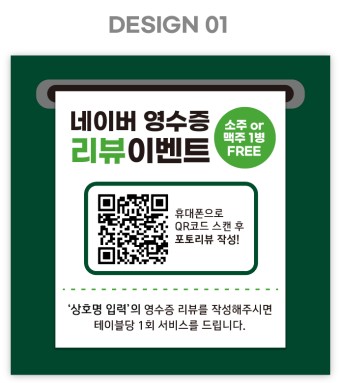 DESIGN 01
네이버 영수증
리뷰이벤트
소주 or
맥주 1병
FREE
휴대폰으로
QR코드 스캔 후
포토리뷰 작성!
'상호명 입력'의 영수증 리뷰를 작성해주시면
테이블당 1회 서비스를 드립니다.